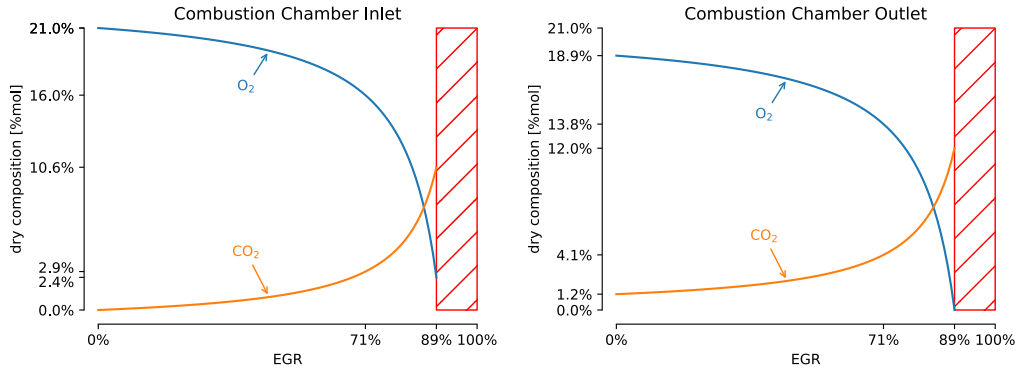 Combustion Chamber Inlet
21.0%
16.0%
10.6%
2.9%
2.4%
0.0%
dry composition [%mol]
O₂
CO₂
0%
71%
89%
100%
EGR
Combustion Chamber Outlet
21.0%
18.9%
13.8%
12.0%
4.1%
1.2%
0.0%
dry composition [%mol]
O₂
CO₂
0%
71%
89%
100%
EGR